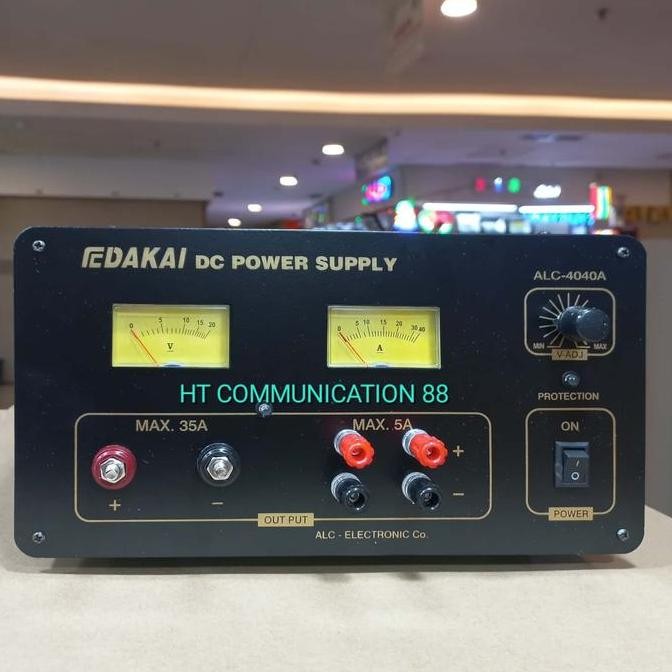 EDAKAI DC POWER SUPPLY
ALC-4040A
0 5 10 15 20
V
0 5 10 20 30 40
A
MIN MAX
V-ADJ
HT COMMUNICATION 88
PROTECTION
MAX. 35A
MAX. 5A
ON
+ −
+
−
OUT PUT
POWER
ALC - ELECTRONIC Co.